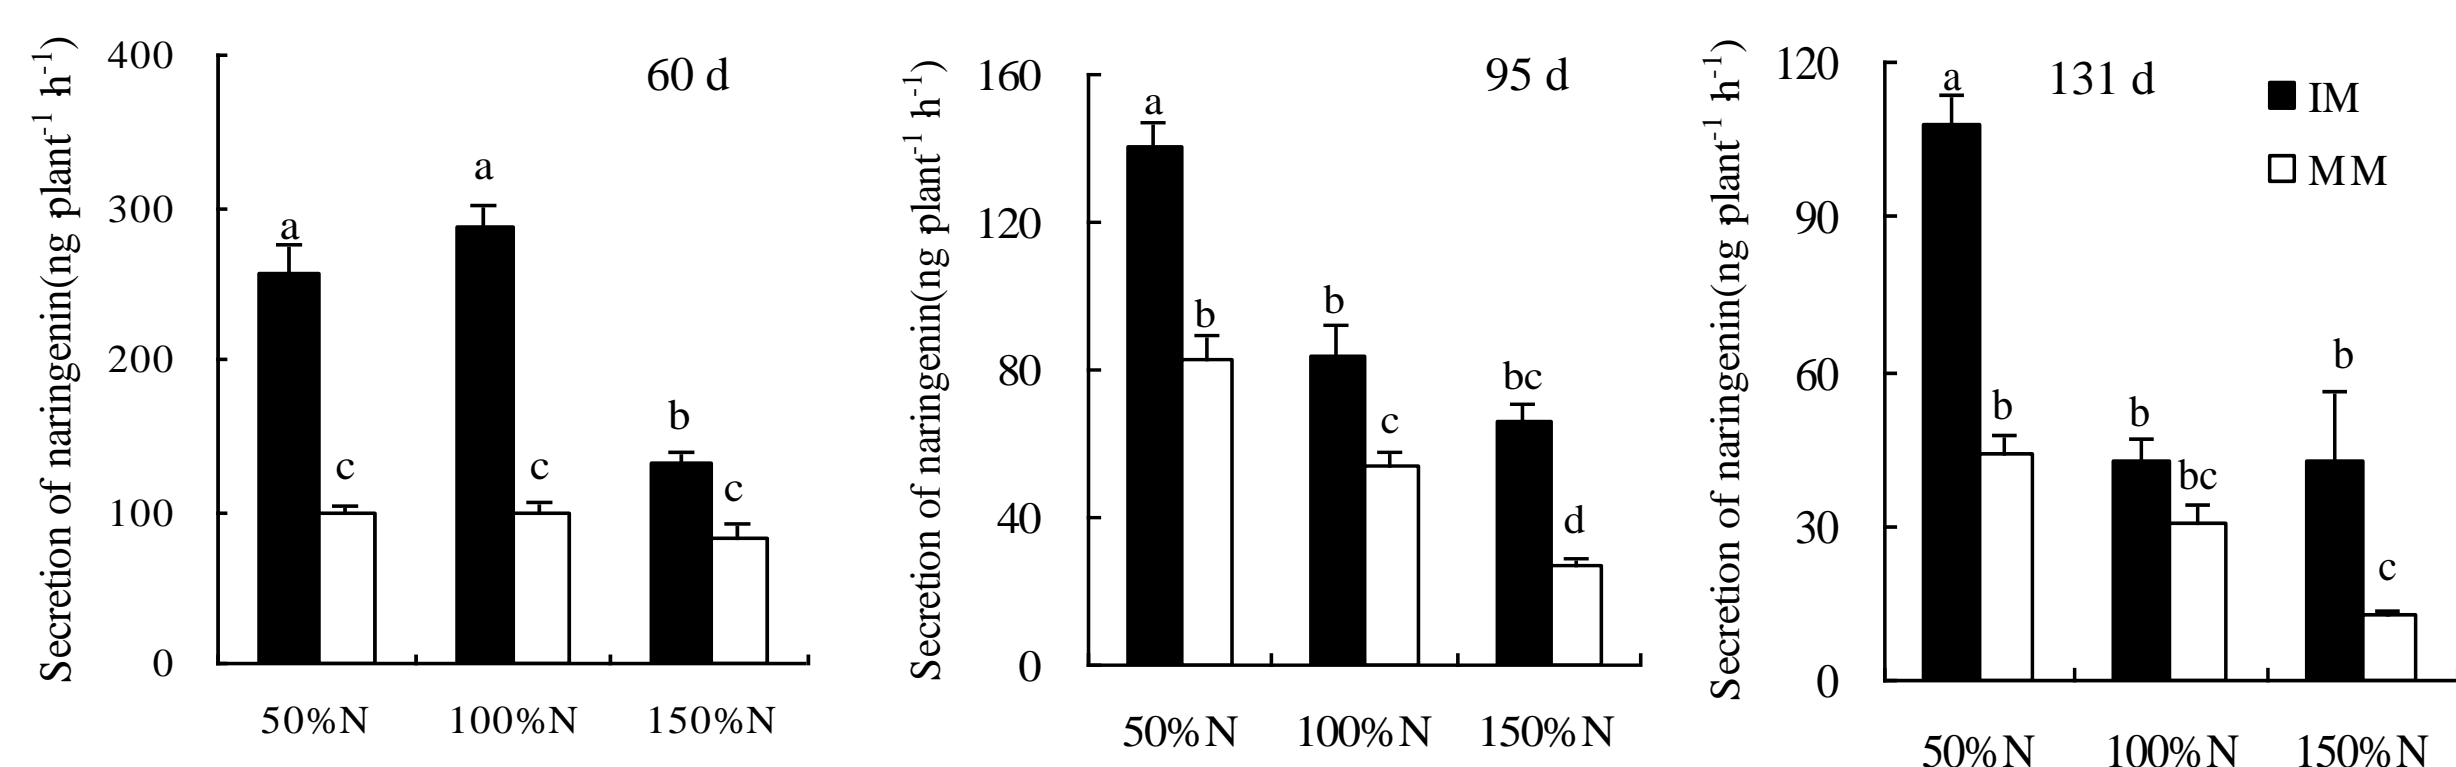 Secretion of naringenin(ng plant⁻¹ h⁻¹)
400
300
200
100
0
60 d
a
c
a
c
b
c
50%N 100%N 150%N
Secretion of naringenin(ng plant⁻¹ h⁻¹)
160
120
80
40
0
95 d
a
b
b
c
bc
d
50%N 100%N 150%N
Secretion of naringenin(ng plant⁻¹ h⁻¹)
120
90
60
30
0
131 d
a
b
b
bc
b
c
50%N 100%N 150%N
IM
MM